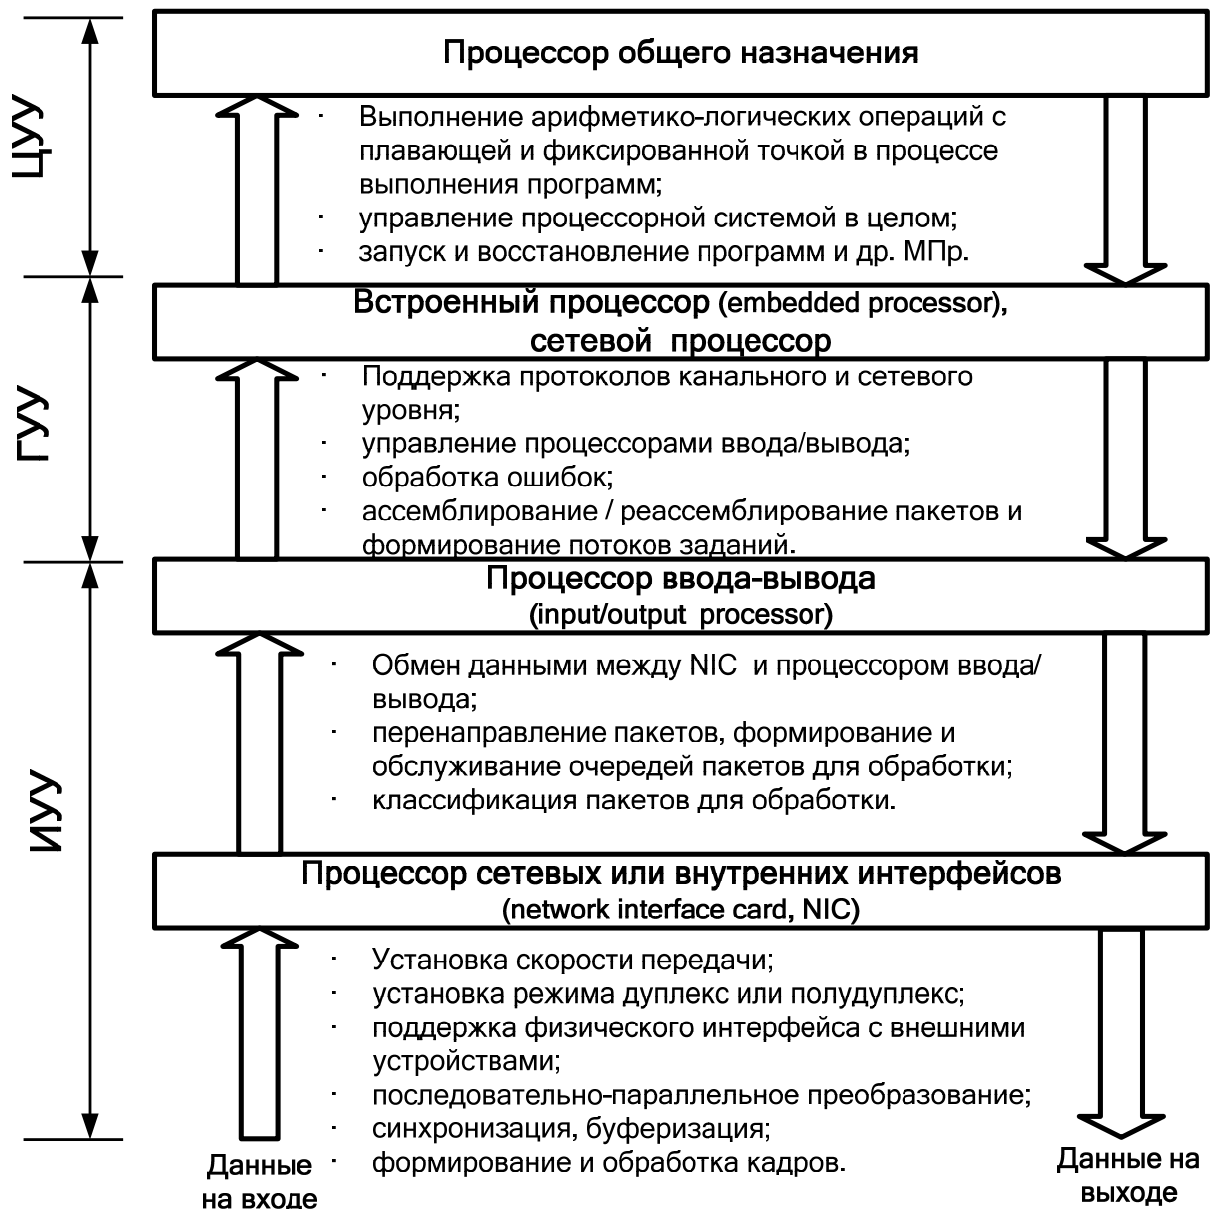 Процессор общего назначения
ЦУУ
· Выполнение арифметико-логических операций с
плавающей и фиксированной точкой в процессе
выполнения программ;
· управление процессорной системой в целом;
· запуск и восстановление программ и др. МПр.
Встроенный процессор (embedded processor),
сетевой процессор
ГУУ
· Поддержка протоколов канального и сетевого
уровня;
· управление процессорами ввода/вывода;
· обработка ошибок;
· ассемблирование / реассемблирование пакетов и
формирование потоков заданий.
Процессор ввода-вывода
(input/output processor)
ИУУ
· Обмен данными между NIC и процессором ввода/
вывода;
· перенаправление пакетов, формирование и
обслуживание очередей пакетов для обработки;
· классификация пакетов для обработки.
Процессор сетевых или внутренних интерфейсов
(network interface card, NIC)
· Установка скорости передачи;
· установка режима дуплекс или полудуплекс;
· поддержка физического интерфейса с внешними
устройствами;
· последовательно-параллельное преобразование;
· синхронизация, буферизация;
· формирование и обработка кадров.
Данные
на входе
Данные на
выходе